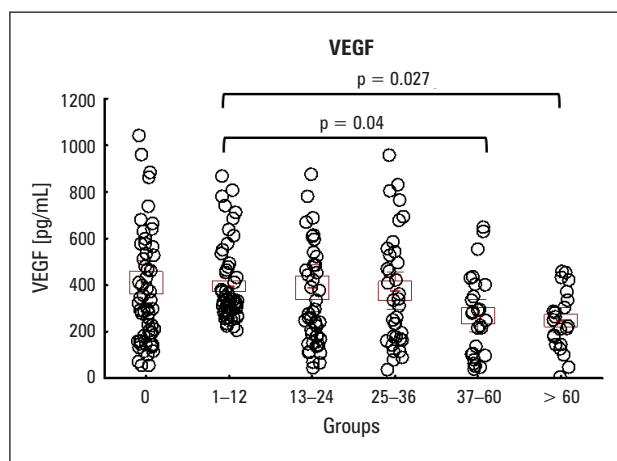 VEGF
p = 0.027
p = 0.04
1200
1000
800
600
400
200
0
VEGF [pg/mL]
0 1–12 13–24 25–36 37–60 > 60
Groups